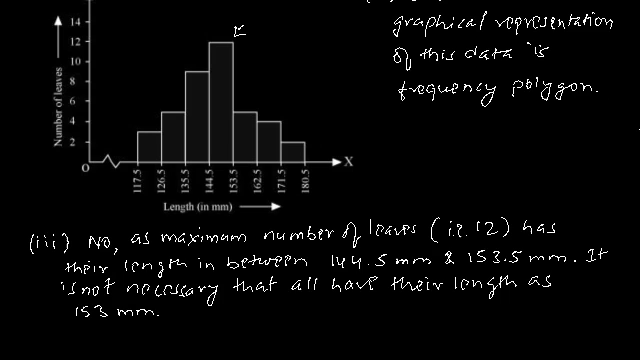 graphical representation
of this data is
frequency polygon.
14
12
10
8
6
4
2
O
Number of leaves
117.5
126.5
135.5
144.5
153.5
162.5
171.5
180.5
X
Length (in mm)
(iii) No, as maximum number of leaves (i.e. 12) has
their length in between 144.5 mm & 153.5 mm. It
is not necessary that all have their length as
153 mm.